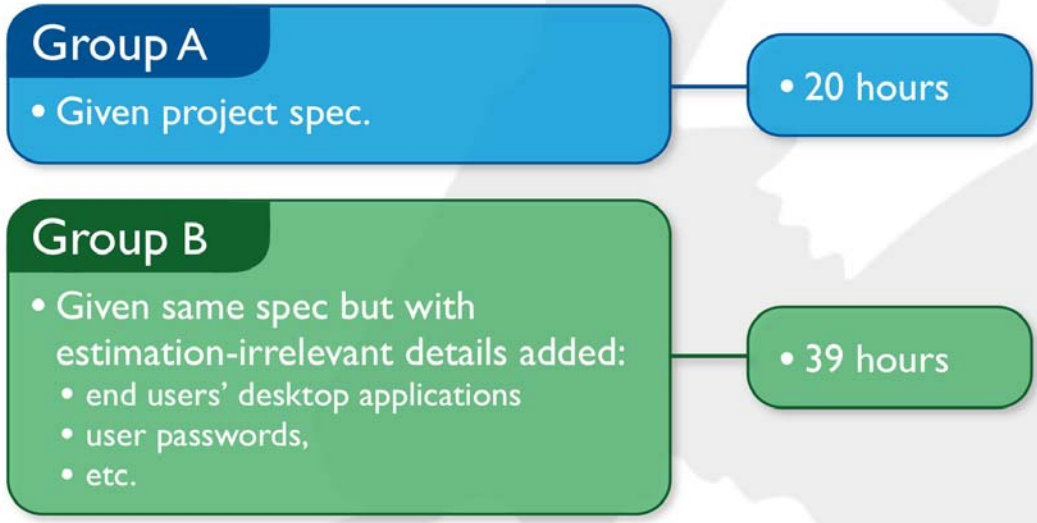 Group A
• Given project spec.
• 20 hours
Group B
• Given same spec but with
estimation-irrelevant details added:
• end users’ desktop applications
• user passwords,
• etc.
• 39 hours